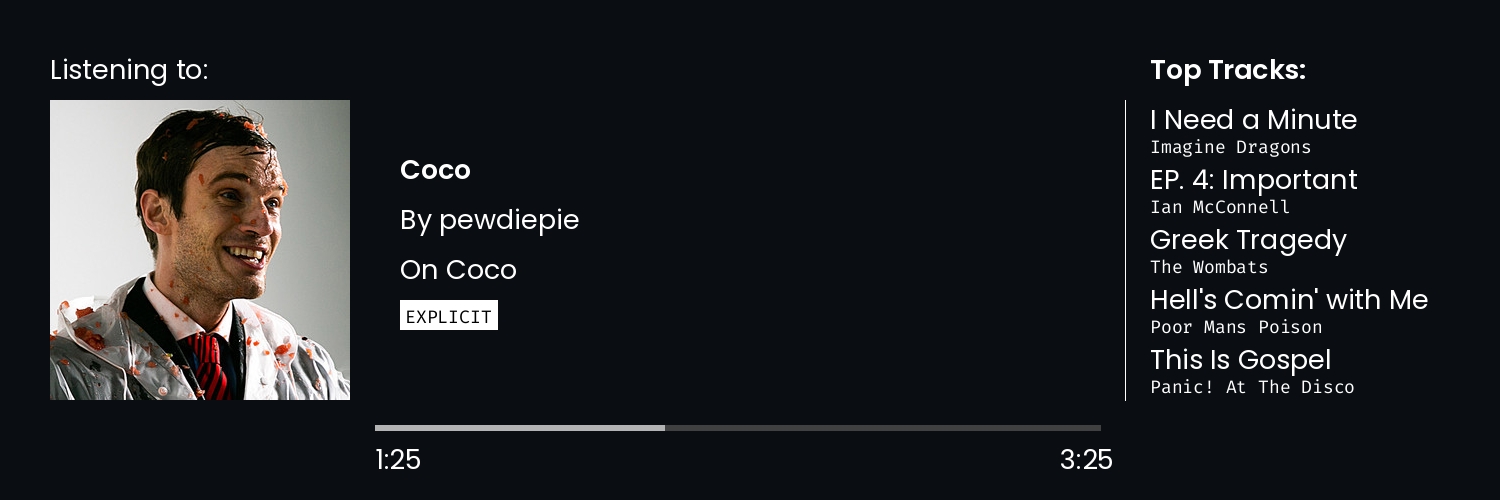 Listening to:
Coco
By pewdiepie
On Coco
EXPLICIT
1:25
3:25
Top Tracks:
I Need a Minute
Imagine Dragons
EP. 4: Important
Ian McConnell
Greek Tragedy
The Wombats
Hell's Comin' with Me
Poor Mans Poison
This Is Gospel
Panic! At The Disco